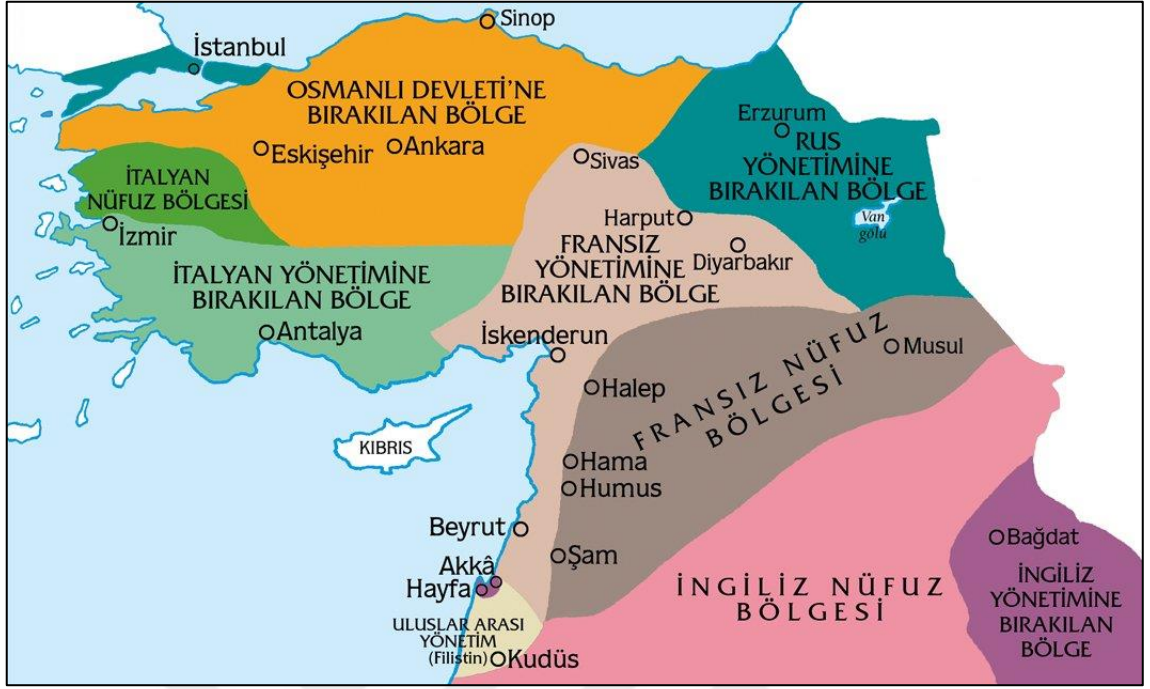 Sinop
İstanbul
OSMANLI DEVLETİ'NE
BIRAKILAN BÖLGE
Eskişehir
Ankara
Sivas
Erzurum
RUS
YÖNETİMİNE
BIRAKILAN BÖLGE
Van
gölü
İTALYAN
NÜFUZ BÖLGESİ
İzmir
İTALYAN YÖNETİMİNE
BIRAKILAN BÖLGE
Antalya
Harput
Diyarbakır
FRANSIZ
YÖNETİMİNE
BIRAKILAN BÖLGE
İskenderun
Musul
Halep
FRANSIZ NÜFUZ
BÖLGESİ
KIBRIS
Hama
Humus
Beyrut
Şam
Akkâ
Hayfa
ULUSLAR ARASI
YÖNETİM
(Filistin)
Kudüs
İNGİLİZ NÜFUZ
BÖLGESİ
Bağdat
İNGİLİZ
YÖNETİMİNE
BIRAKILAN
BÖLGE